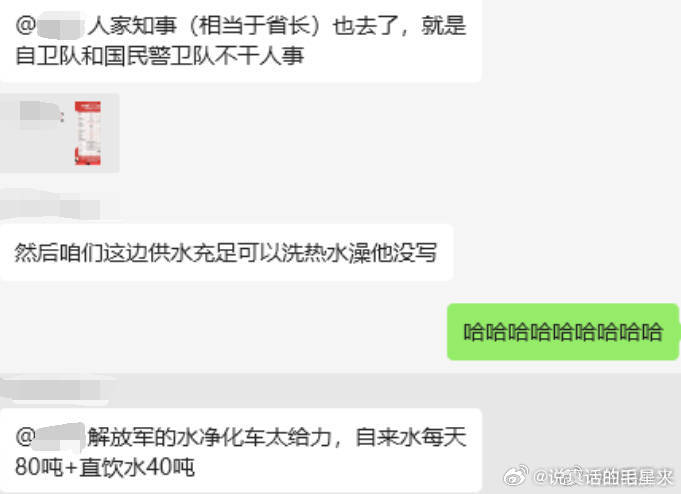 @ 人家知事（相当于省长）也去了，就是
自卫队和国民警卫队不干人事
然后咱们这边供水充足可以洗热水澡他没写
哈哈哈哈哈哈哈哈哈
@ 解放军的水净化车太给力，自来水每天
80吨+直饮水40吨
@说真话的毛星火